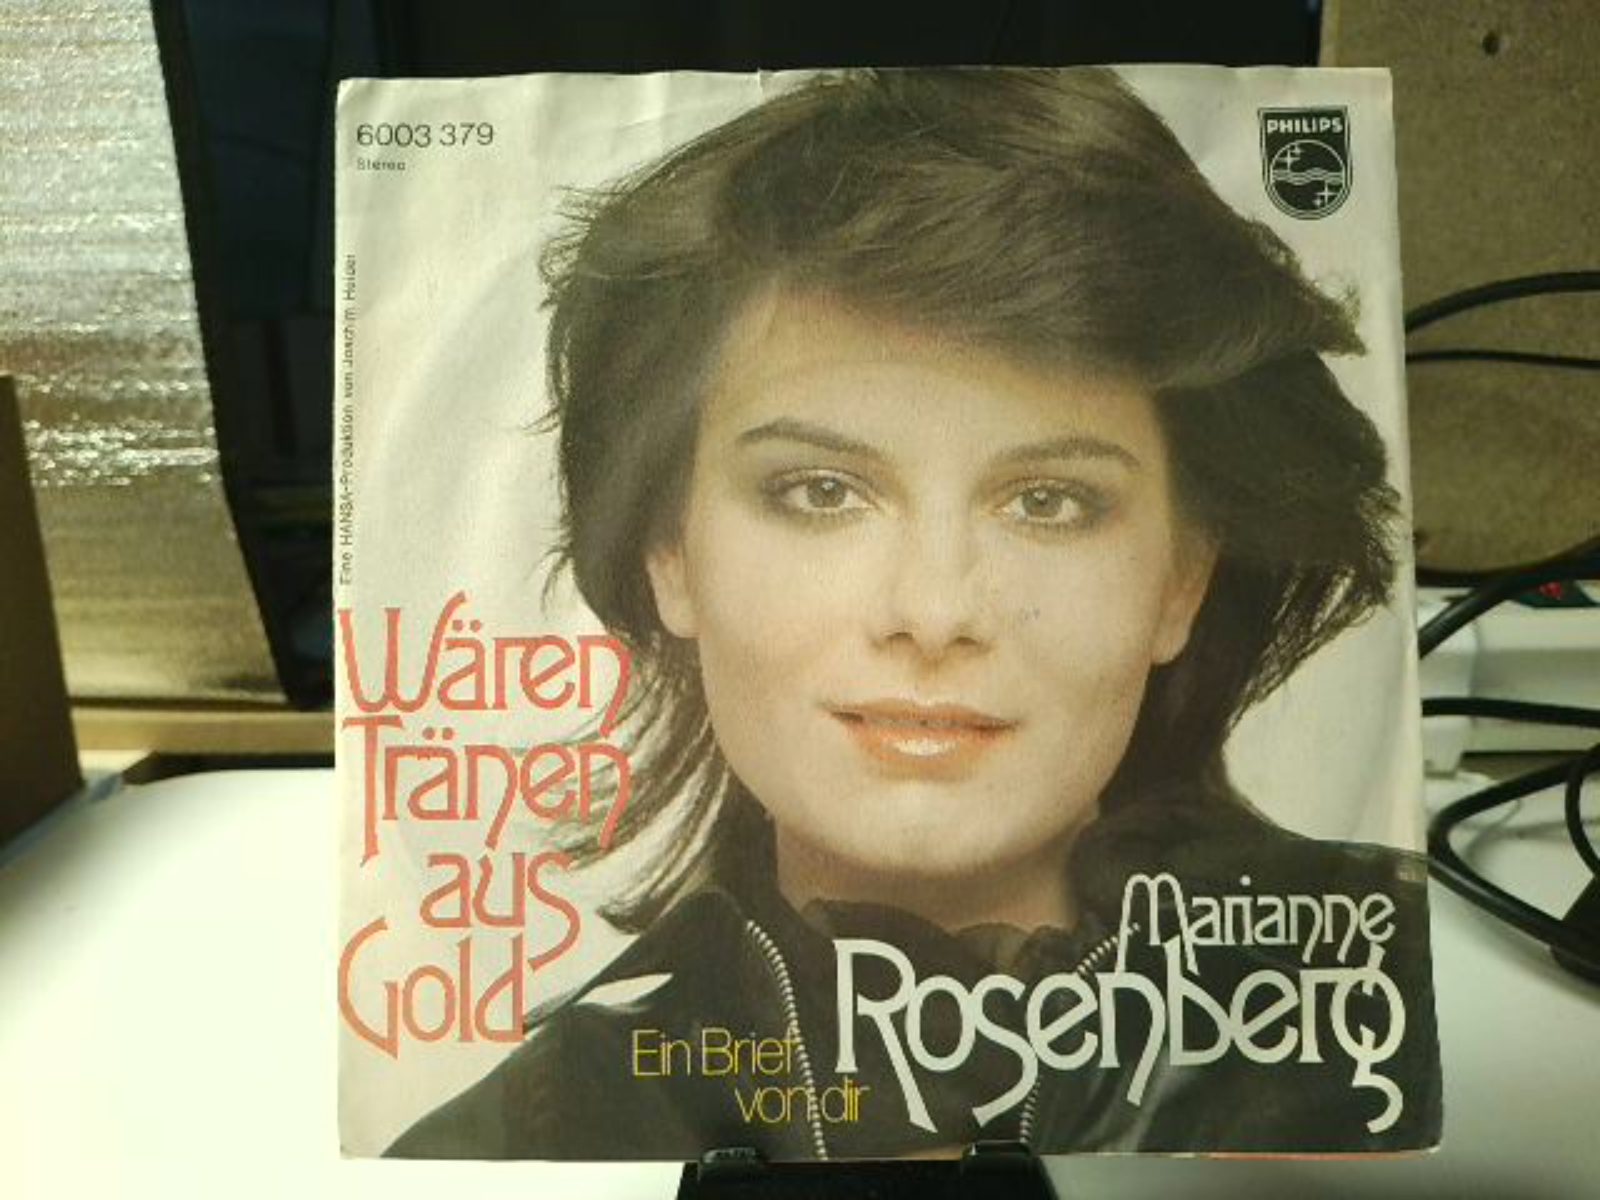 6003 379
Stereo
PHILIPS
Eine HANSA-Produktion von Joachim Heider
Wären
Tränen
aus
Gold
Marianne
Rosenberg
Ein Brief
von dir